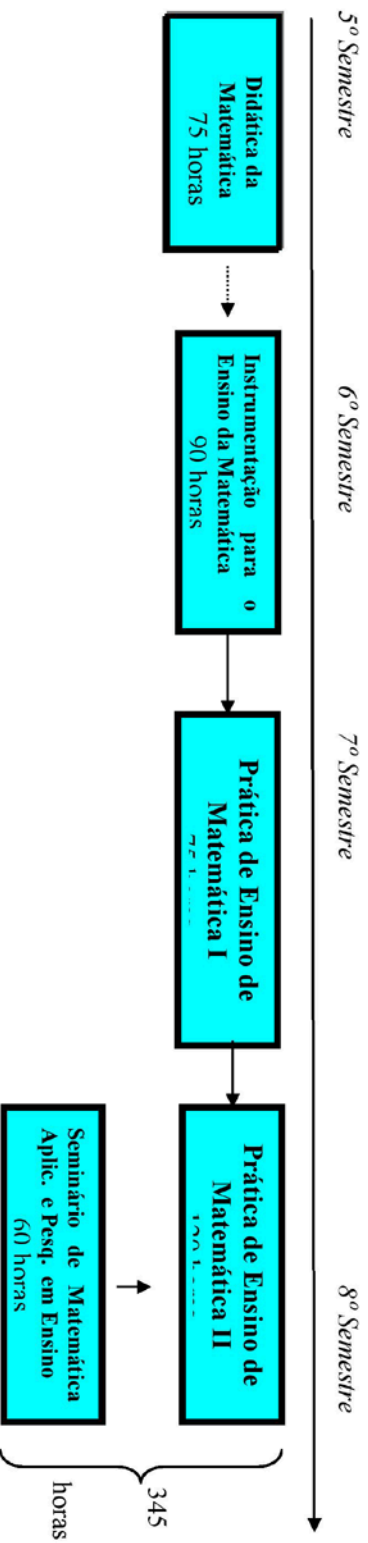 5º Semestre
6º Semestre
7º Semestre
8º Semestre
Didática da
Matemática
75 horas
Instrumentação para o
Ensino da Matemática
90 horas
Prática de Ensino de
Matemática I
Prática de Ensino de
Matemática II
Seminário de Matemática
Aplic. e Pesq. em Ensino
60 horas
345
horas